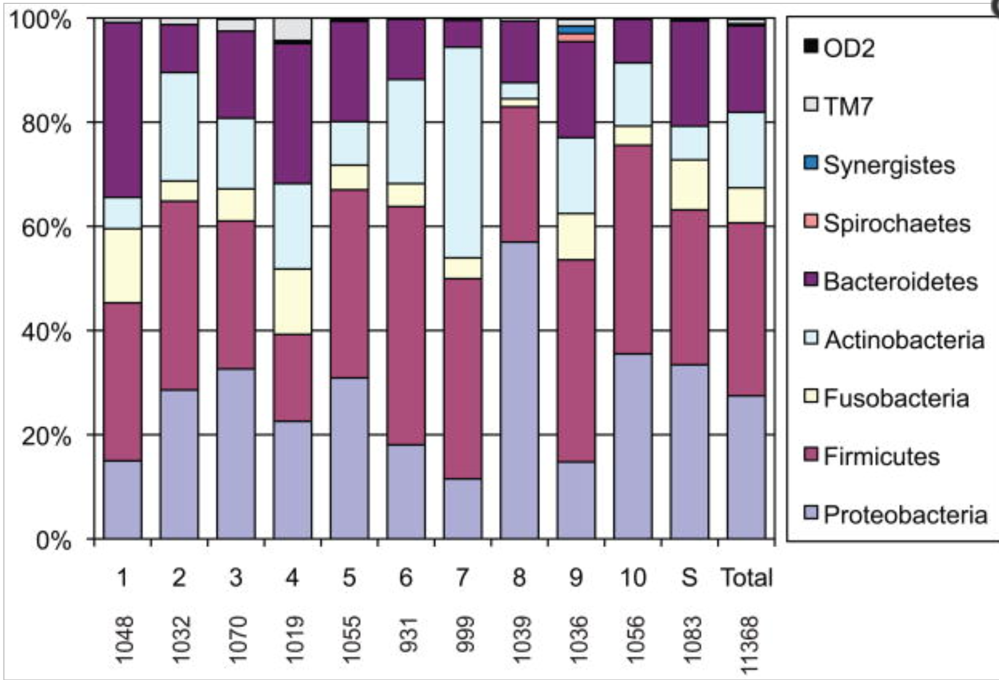 100%
80%
60%
40%
20%
0%
1 2 3 4 5 6 7 8 9 10 S Total
1048 1032 1070 1019 1055 931 999 1039 1036 1056 1083 11368
OD2
TM7
Synergistes
Spirochaetes
Bacteroidetes
Actinobacteria
Fusobacteria
Firmicutes
Proteobacteria